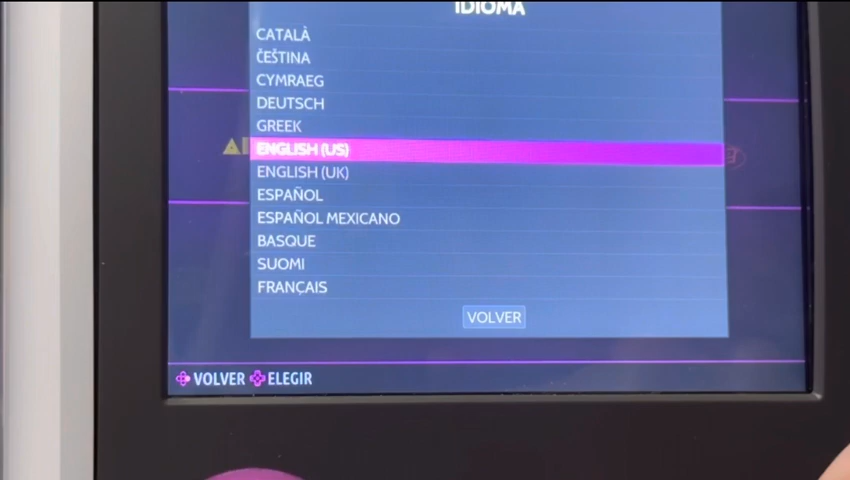 IDIOMA
CATALÀ
ČEŠTINA
CYMRAEG
DEUTSCH
GREEK
ENGLISH (US)
ENGLISH (UK)
ESPAÑOL
ESPAÑOL MEXICANO
BASQUE
SUOMI
FRANÇAIS
VOLVER
VOLVER ELEGIR